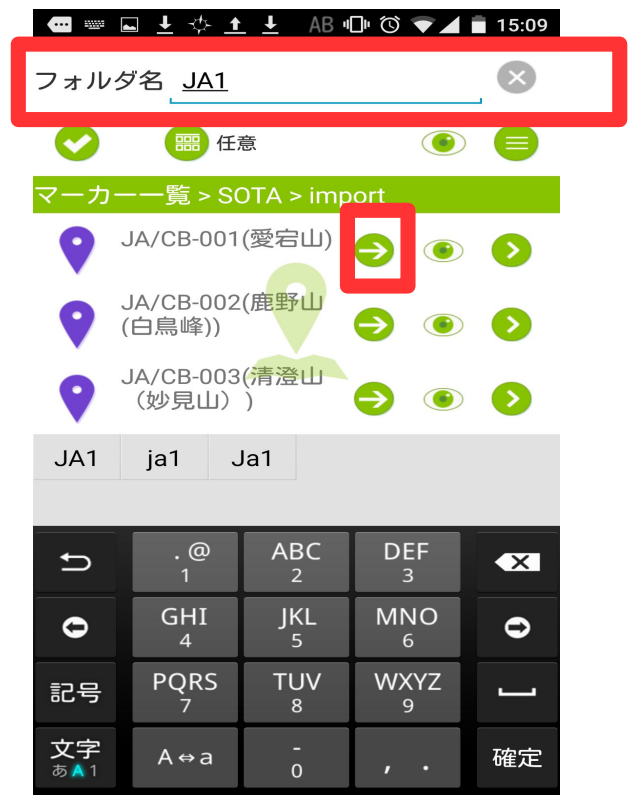 AB 15:09
フォルダ名 JA1
任意
マーカー一覧 > SOTA > import
JA/CB-001(愛宕山)
JA/CB-002(鹿野山
(白鳥峰))
JA/CB-003(清澄山
（妙見山）)
JA1 ja1 Ja1
. @ ABC DEF
1 2 3
GHI JKL MNO
4 5 6
記号 PQRS TUV WXYZ
7 8 9
文字 A⇔a - , . 確定
あA1 0